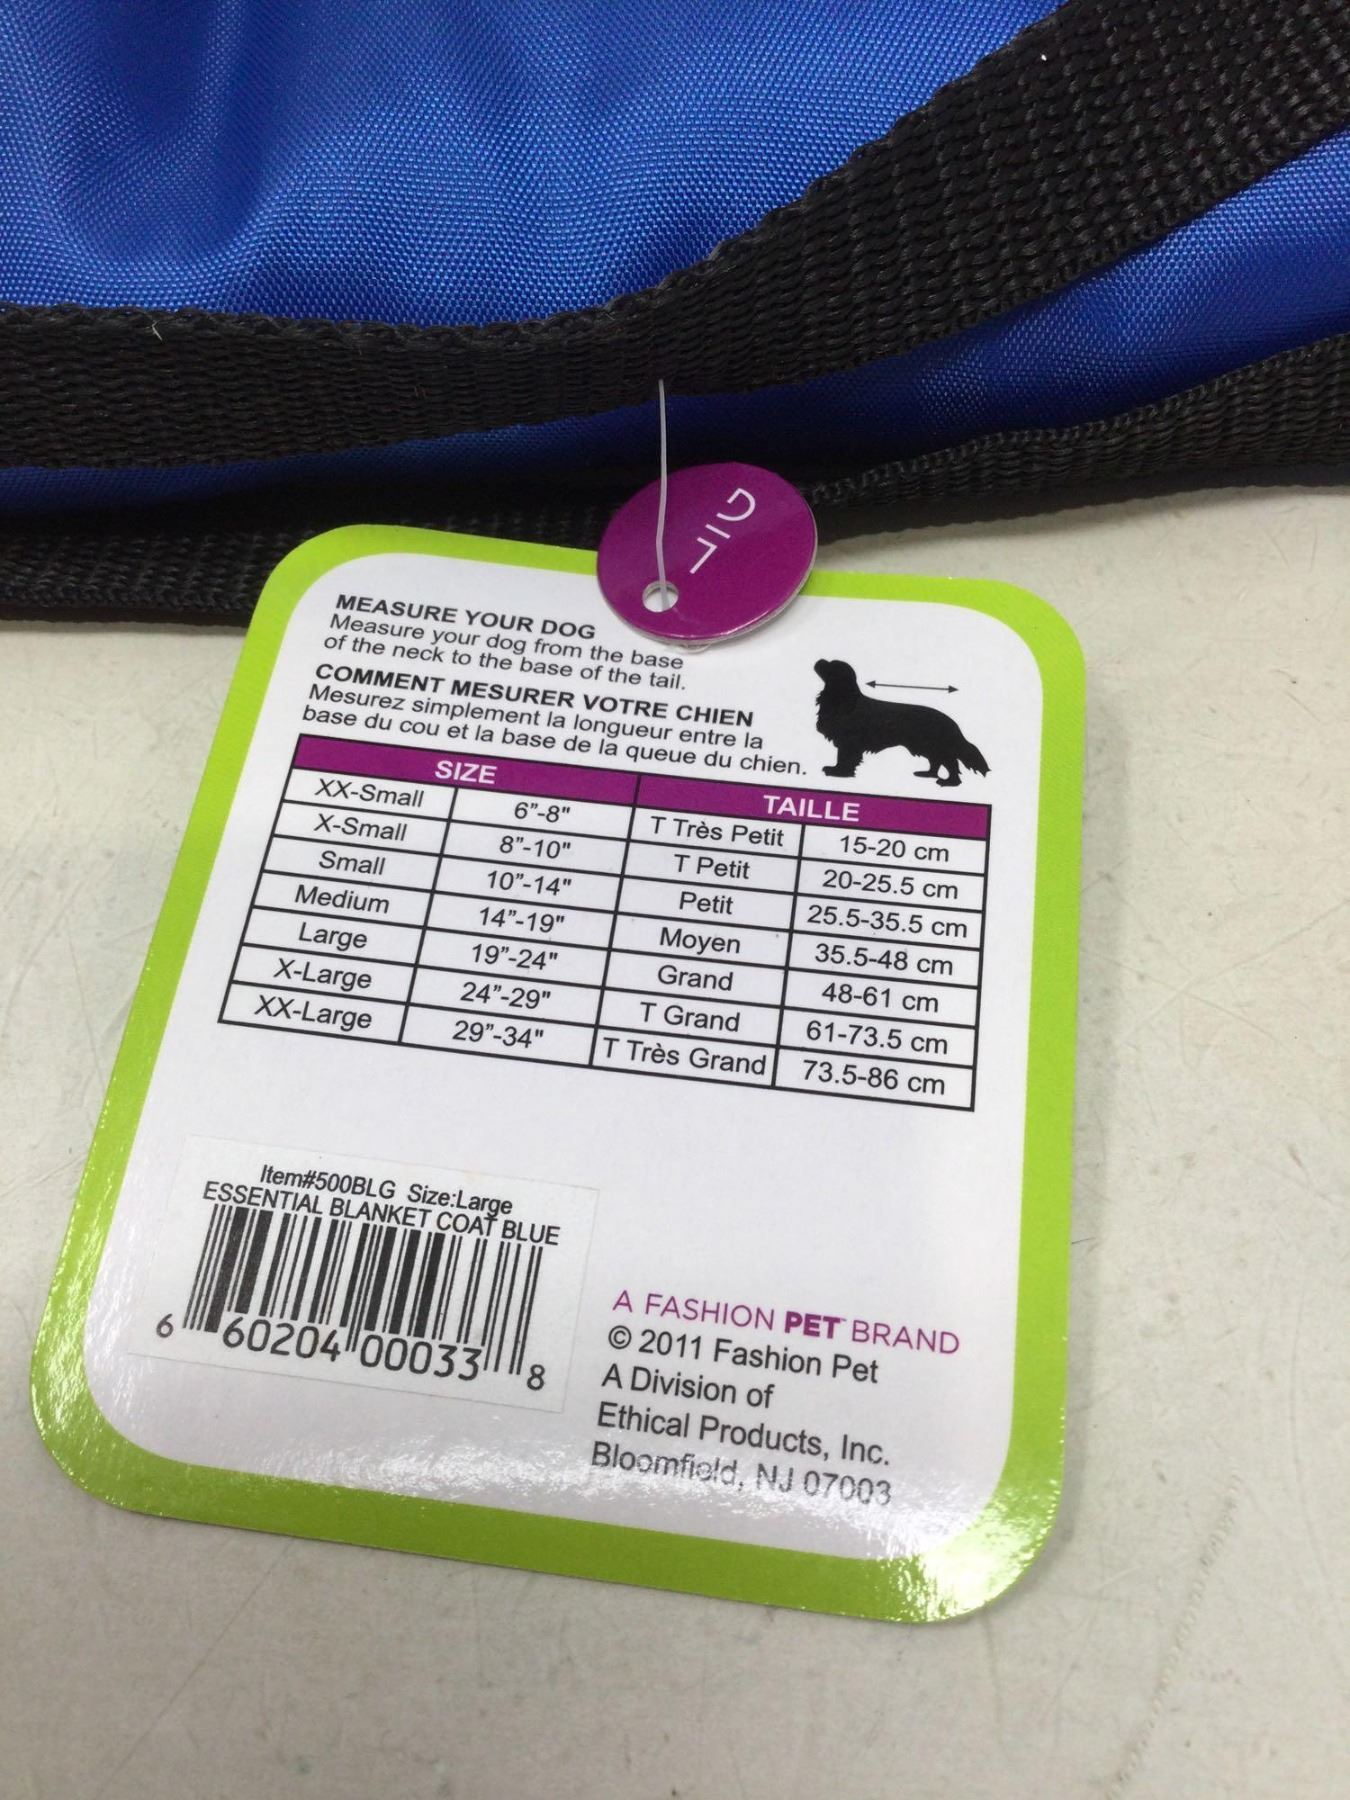 MEASURE YOUR DOG
Measure your dog from the base
of the neck to the base of the tail.
COMMENT MESURER VOTRE CHIEN
Mesurez simplement la longueur entre la
base du cou et la base de la queue du chien.
SIZE TAILLE
XX-Small 6”-8" T Très Petit 15-20 cm
X-Small 8”-10" T Petit 20-25.5 cm
Small 10”-14" Petit 25.5-35.5 cm
Medium 14”-19" Moyen 35.5-48 cm
Large 19”-24" Grand 48-61 cm
X-Large 24”-29" T Grand 61-73.5 cm
XX-Large 29”-34" T Très Grand 73.5-86 cm
Item#500BLG Size:Large
ESSENTIAL BLANKET COAT BLUE
6 60204 00033 8
A FASHION PET™ BRAND
© 2011 Fashion Pet
A Division of
Ethical Products, Inc.
Bloomfield, NJ 07003